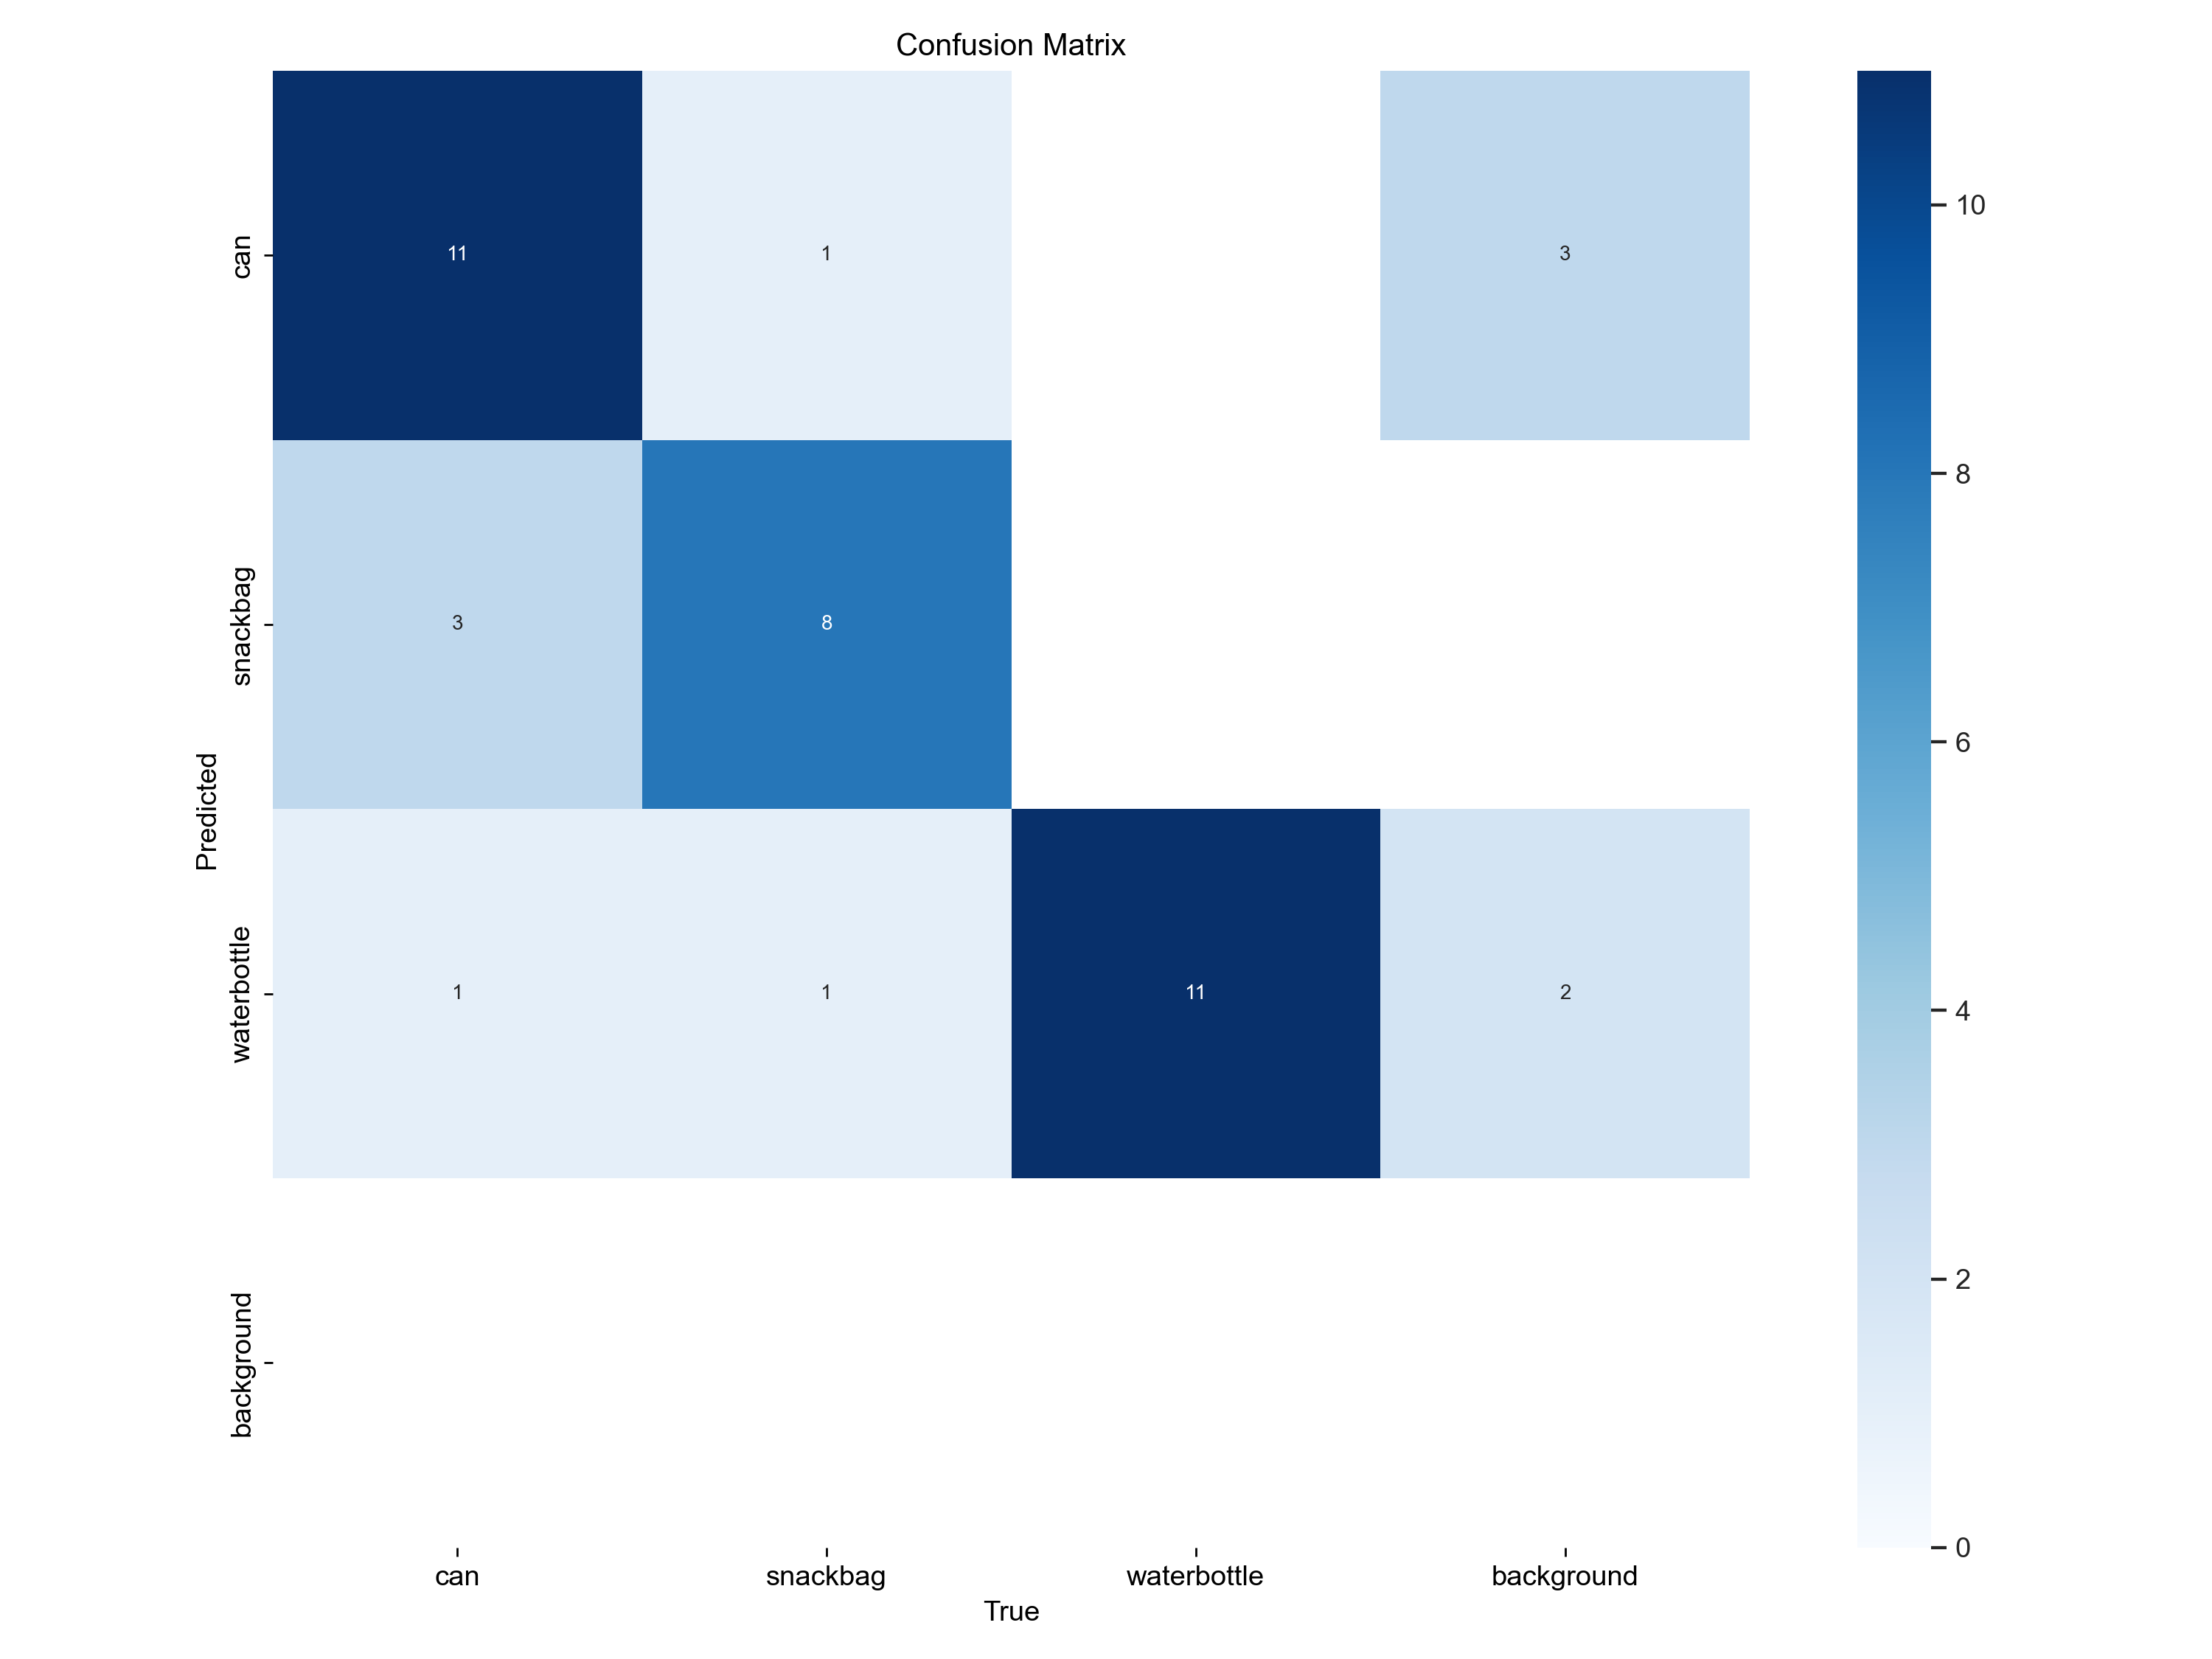 Confusion Matrix
can
11
1
3
10
snackbag
3
8
8
Predicted
6
waterbottle
1
1
11
2
4
background
2
0
can
snackbag
waterbottle
background
True